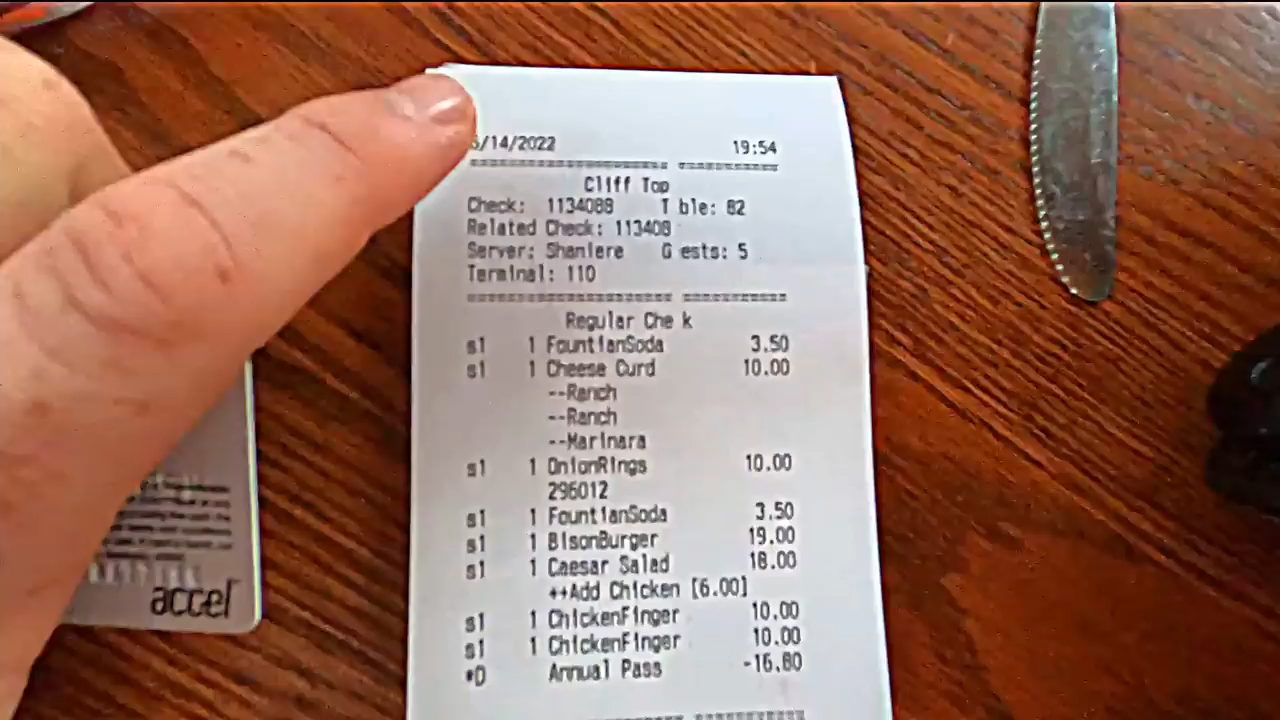 5/14/2022 19:54
======================= ===========
Cliff Top
Check: 1134088 T ble: 82
Related Check: 113408
Server: Shaniere G ests: 5
Terminal: 110
======================= ===========
Regular Che k
s1 1 FountianSoda 3.50
s1 1 Cheese Curd 10.00
--Ranch
--Ranch
--Marinara
s1 1 OnionRings 10.00
296012
s1 1 FountianSoda 3.50
s1 1 BisonBurger 19.00
s1 1 Caesar Salad 18.00
++Add Chicken [6.00]
s1 1 ChickenFinger 10.00
s1 1 ChickenFinger 10.00
*D Annual Pass -16.80
accel